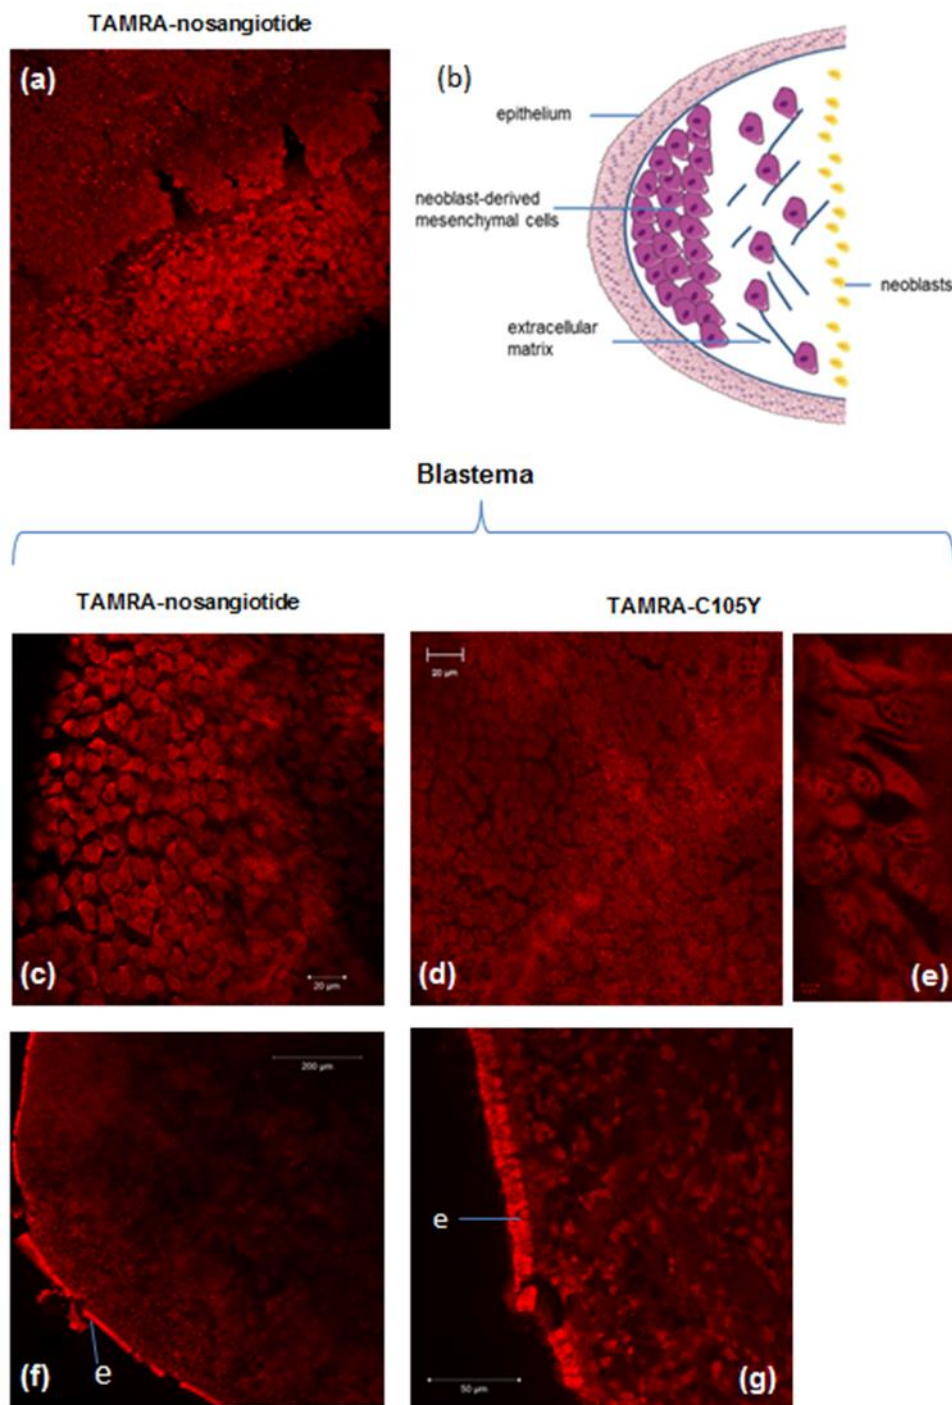 TAMRA-nosangiotide
(a)
(b)
epithelium
neoblast-derived
mesenchymal cells
neoblasts
extracellular
matrix
Blastema
TAMRA-nosangiotide
TAMRA-C105Y
20 µm
(c)
20 µm
(d)
(e)
200 µm
e
(f)
e
50 µm
(g)